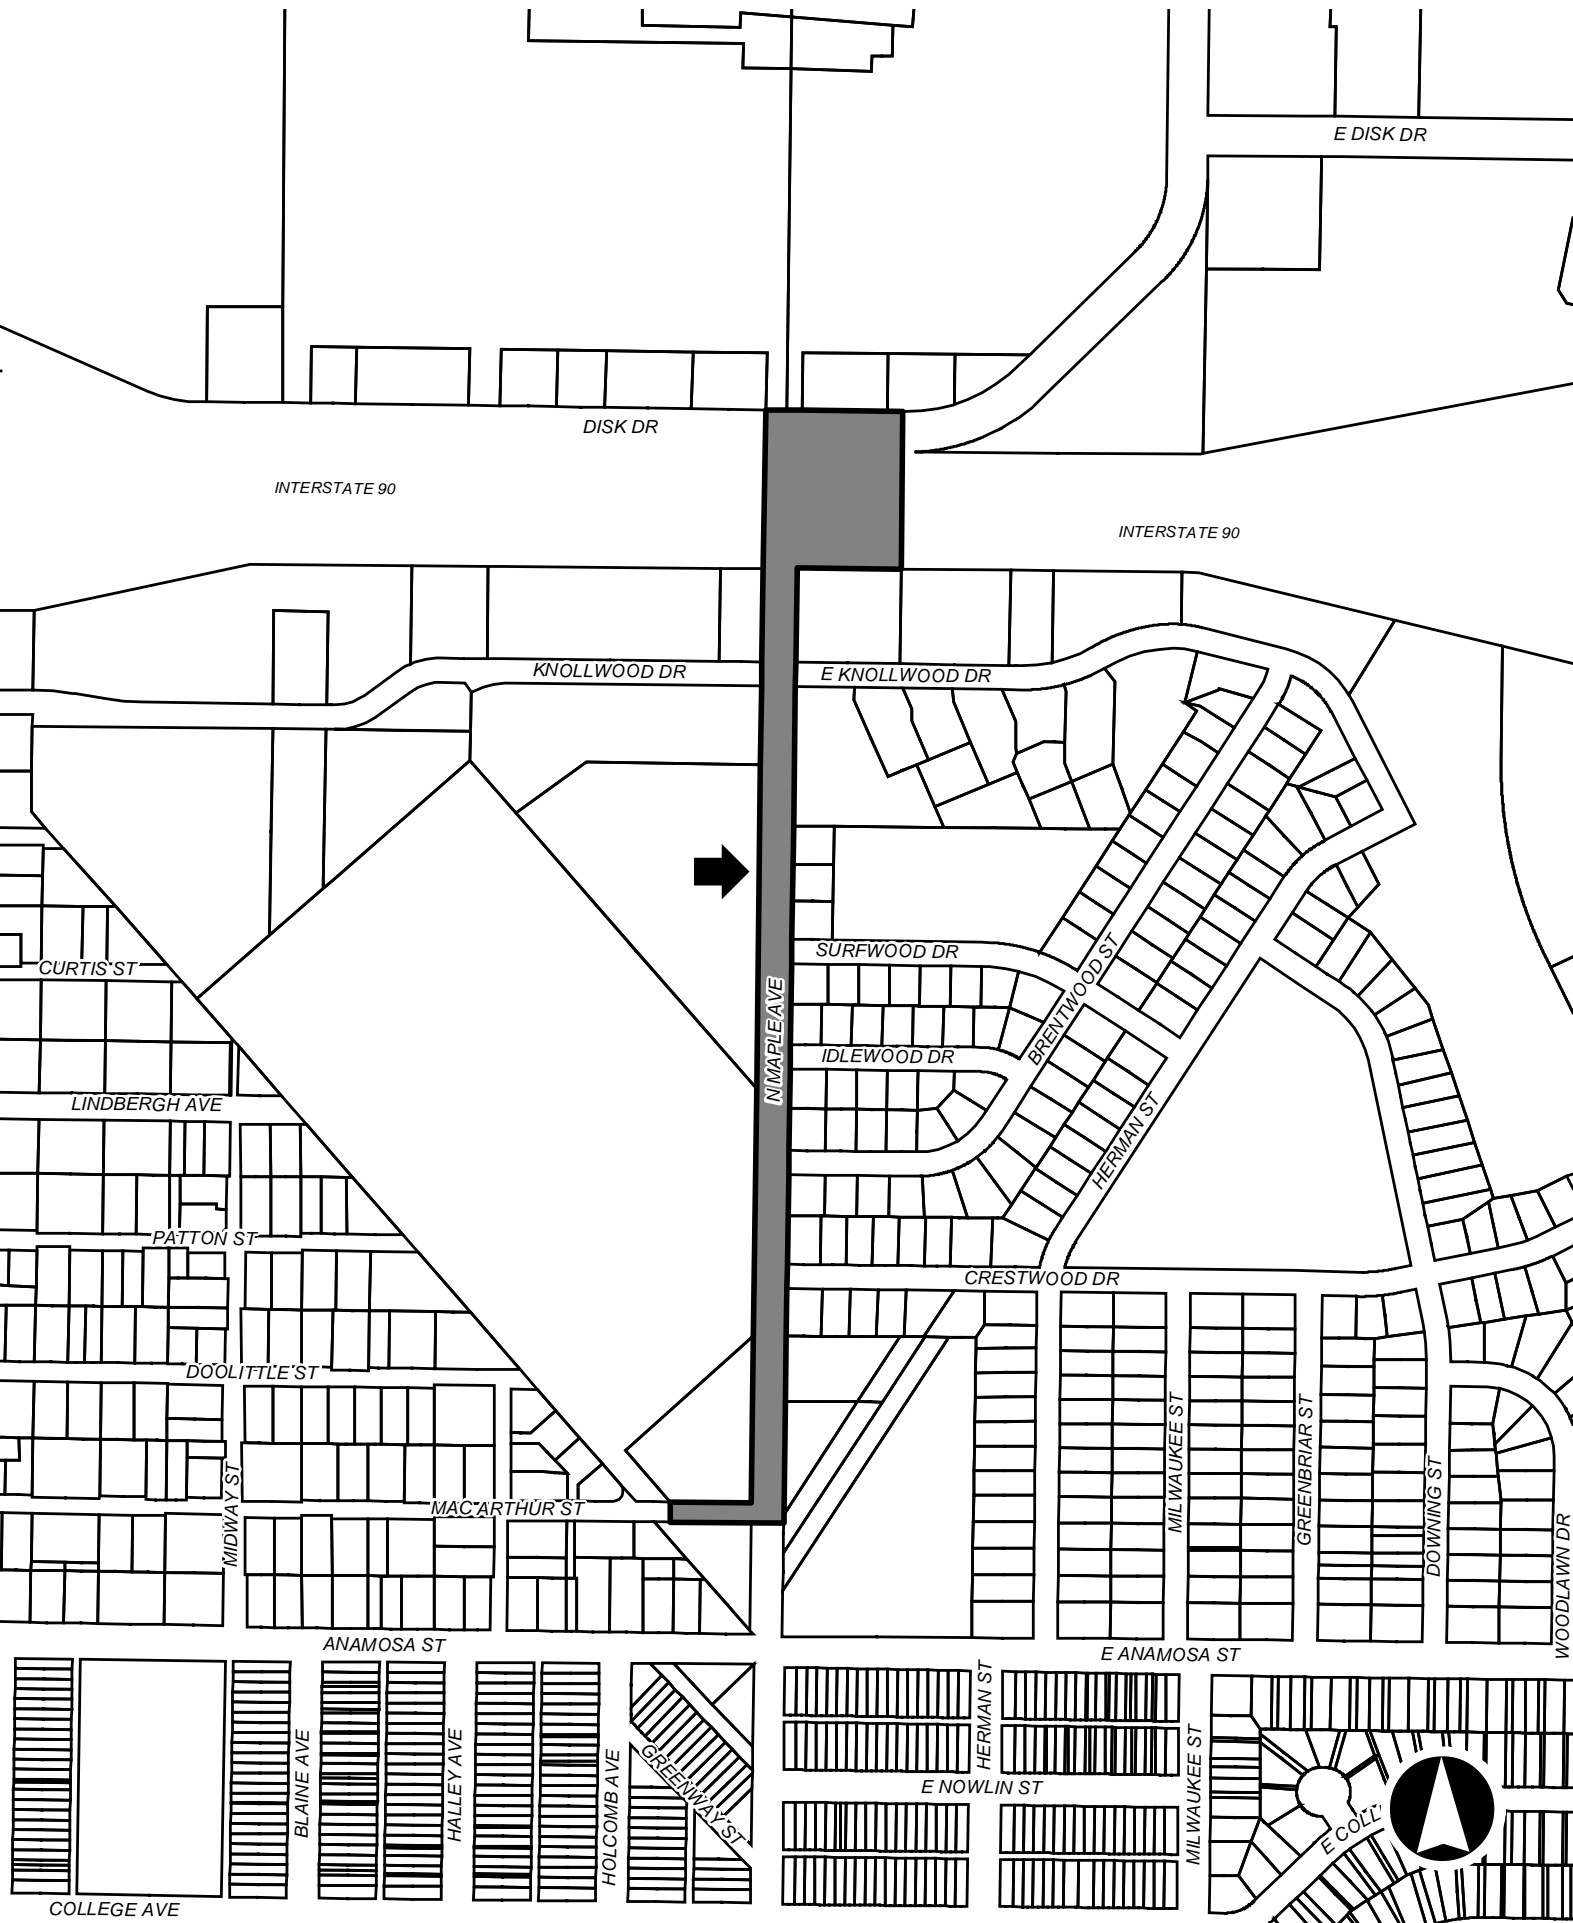 E DISK DR
DISK DR
INTERSTATE 90
INTERSTATE 90
KNOLLWOOD DR
E KNOLLWOOD DR
SURFWOOD DR
CURTIS ST
BRENTWOOD ST
N MAPLE AVE
IDLEWOOD DR
LINDBERGH AVE
HERMAN ST
PATTON ST
CRESTWOOD DR
DOOLITTLE ST
MILWAUKEE ST
GREENBRIAR ST
DOWNING ST
MIDWAY ST
MAC ARTHUR ST
WOODLAWN DR
ANAMOSA ST
E ANAMOSA ST
HERMAN ST
BLAINE AVE
HALLEY AVE
HOLCOMB AVE
GREENWAY ST
MILWAUKEE ST
E NOWLIN ST
E COLL
COLLEGE AVE